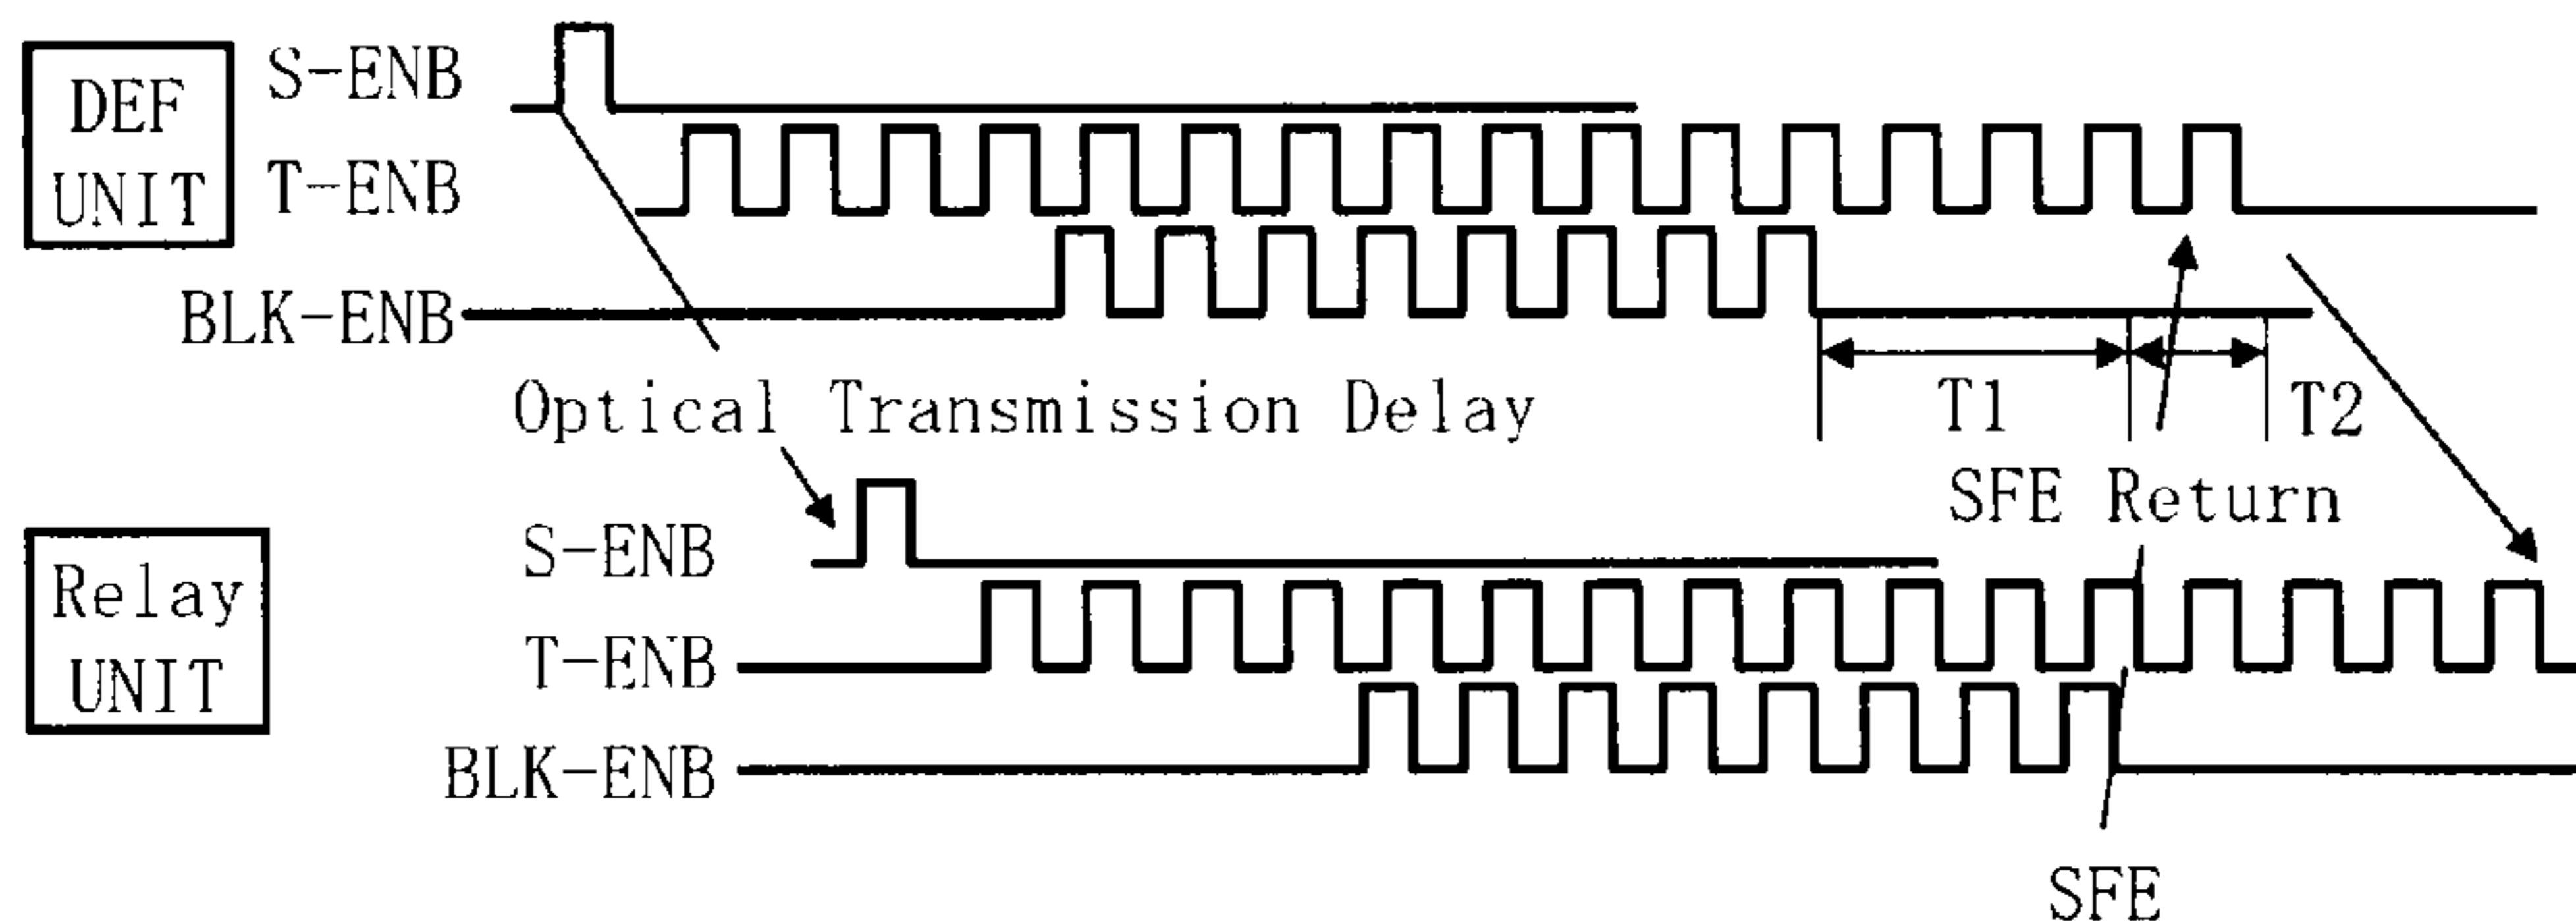 DEF
UNIT
S-ENB
T-ENB
BLK-ENB
Optical Transmission Delay
T1
T2
SFE Return
Relay
UNIT
S-ENB
T-ENB
BLK-ENB
SFE